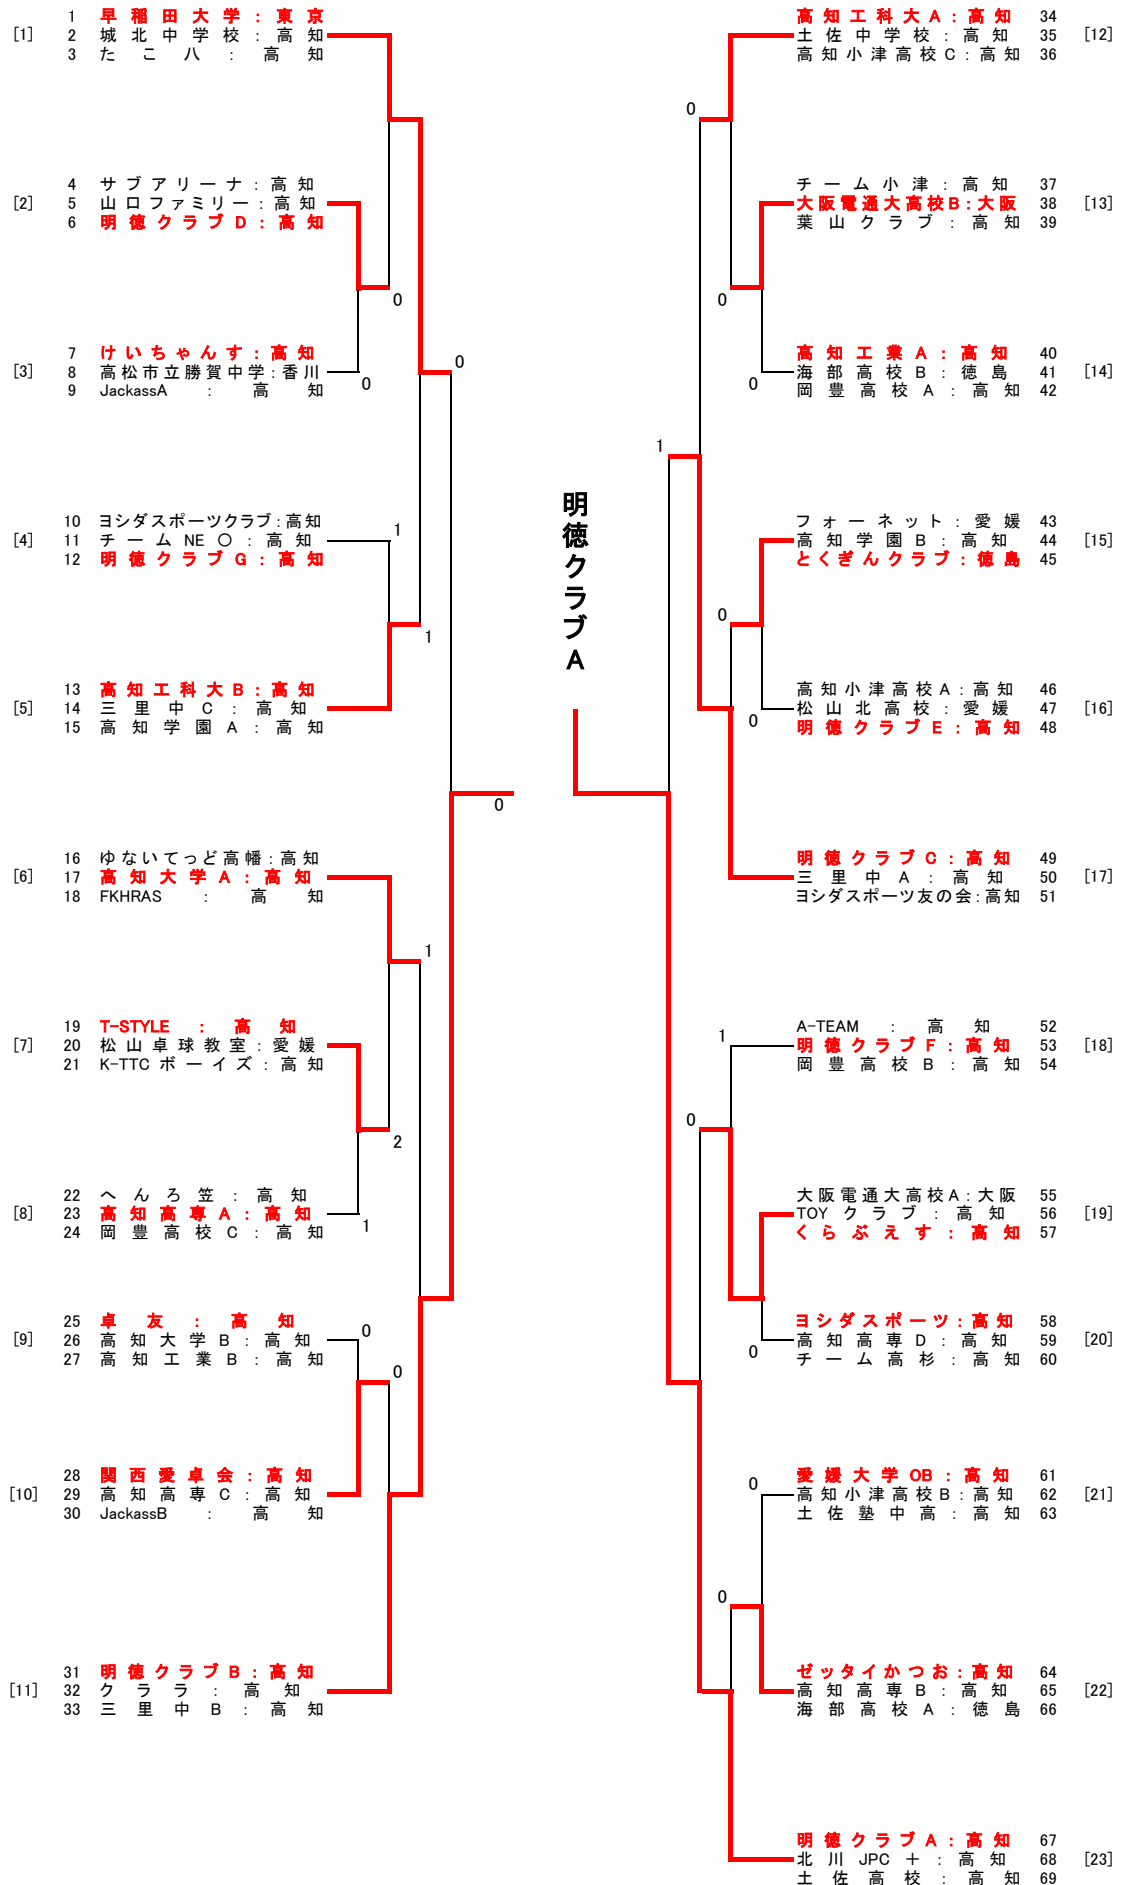 1 早稲田大学：東京
[1] 2 城北中学校：高知
3 たこ八：高知
4 サブアリーナ：高知
[2] 5 山口ファミリー：高知
6 明徳クラブD：高知
0
7 けいちゃんす：高知
[3] 8 高松市立勝賀中学：香川
9 JackassA：高知
0
0
10 ヨシダスポーツクラブ：高知
[4] 11 チームNE〇：高知
12 明徳クラブG：高知
1
1
13 高知工科大B：高知
[5] 14 三里中C：高知
15 高知学園A：高知
0
16 ゆないてっど高幡：高知
[6] 17 高知大学A：高知
18 FKHRAS：高知
1
19 T-STYLE：高知
[7] 20 松山卓球教室：愛媛
21 K-TTCボーイズ：高知
2
22 へんろ笠：高知
[8] 23 高知高専A：高知
24 岡豊高校C：高知
1
25 卓友：高知
[9] 26 高知大学B：高知
27 高知工業B：高知
0
0
28 関西愛卓会：高知
[10] 29 高知高専C：高知
30 JackassB：高知
31 明徳クラブB：高知
[11] 32 クララ：高知
33 三里中B：高知
明徳クラブA
高知工科大A：高知 34
土佐中学校：高知 35 [12]
高知小津高校C：高知 36
0
チーム小津：高知 37
大阪電通大高校B：大阪 38 [13]
葉山クラブ：高知 39
0
高知工業A：高知 40
海部高校B：徳島 41 [14]
岡豊高校A：高知 42
0
1
フォーネット：愛媛 43
高知学園B：高知 44 [15]
とくぎんクラブ：徳島 45
0
高知小津高校A：高知 46
松山北高校：愛媛 47 [16]
明徳クラブE：高知 48
0
明徳クラブC：高知 49
三里中A：高知 50 [17]
ヨシダスポーツ友の会：高知 51
A-TEAM：高知 52
明徳クラブF：高知 53 [18]
岡豊高校B：高知 54
1
0
大阪電通大高校A：大阪 55
TOYクラブ：高知 56 [19]
くらぶえす：高知 57
ヨシダスポーツ：高知 58
高知高専D：高知 59 [20]
チーム高杉：高知 60
0
愛媛大学OB：高知 61
高知小津高校B：高知 62 [21]
土佐塾中高：高知 63
0
0
ゼッタイかつお：高知 64
高知高専B：高知 65 [22]
海部高校A：徳島 66
明徳クラブA：高知 67
北川JPC＋：高知 68 [23]
土佐高校：高知 69